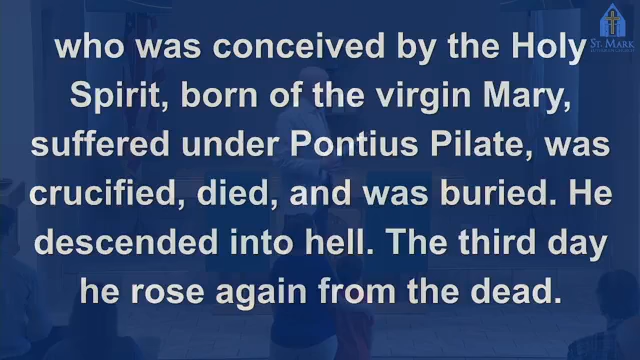 ST. MARK
who was conceived by the Holy
Spirit, born of the virgin Mary,
suffered under Pontius Pilate, was
crucified, died, and was buried. He
descended into hell. The third day
he rose again from the dead.